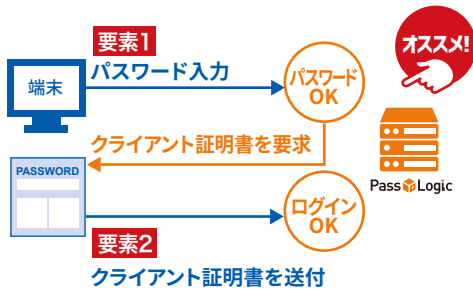 要素1
パスワード入力
端末
パスワード
OK
オススメ!
クライアント証明書を要求
PASSWORD
PassLogic
ログイン
OK
要素2
クライアント証明書を送付